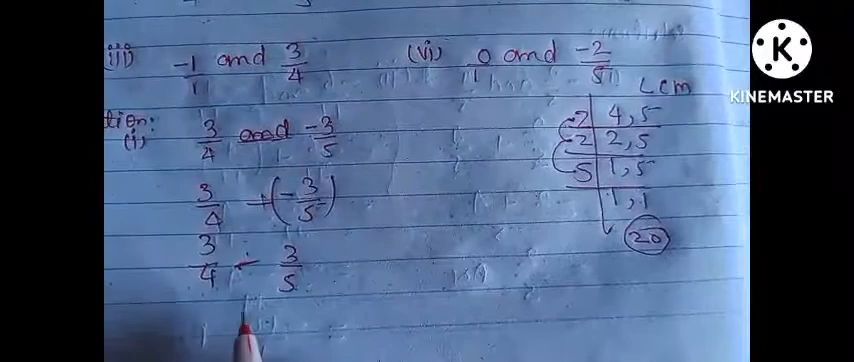 (iii) -1/1 and 3/4 (vi) 0/1 and -2/5
LCM
tion:
(i) 3/4 and -3/5
3/4 + (-3/5)
3/4 - 3/5
2 | 4, 5
2 | 2, 5
5 | 1, 5
1, 1
20
K
KINEMASTER